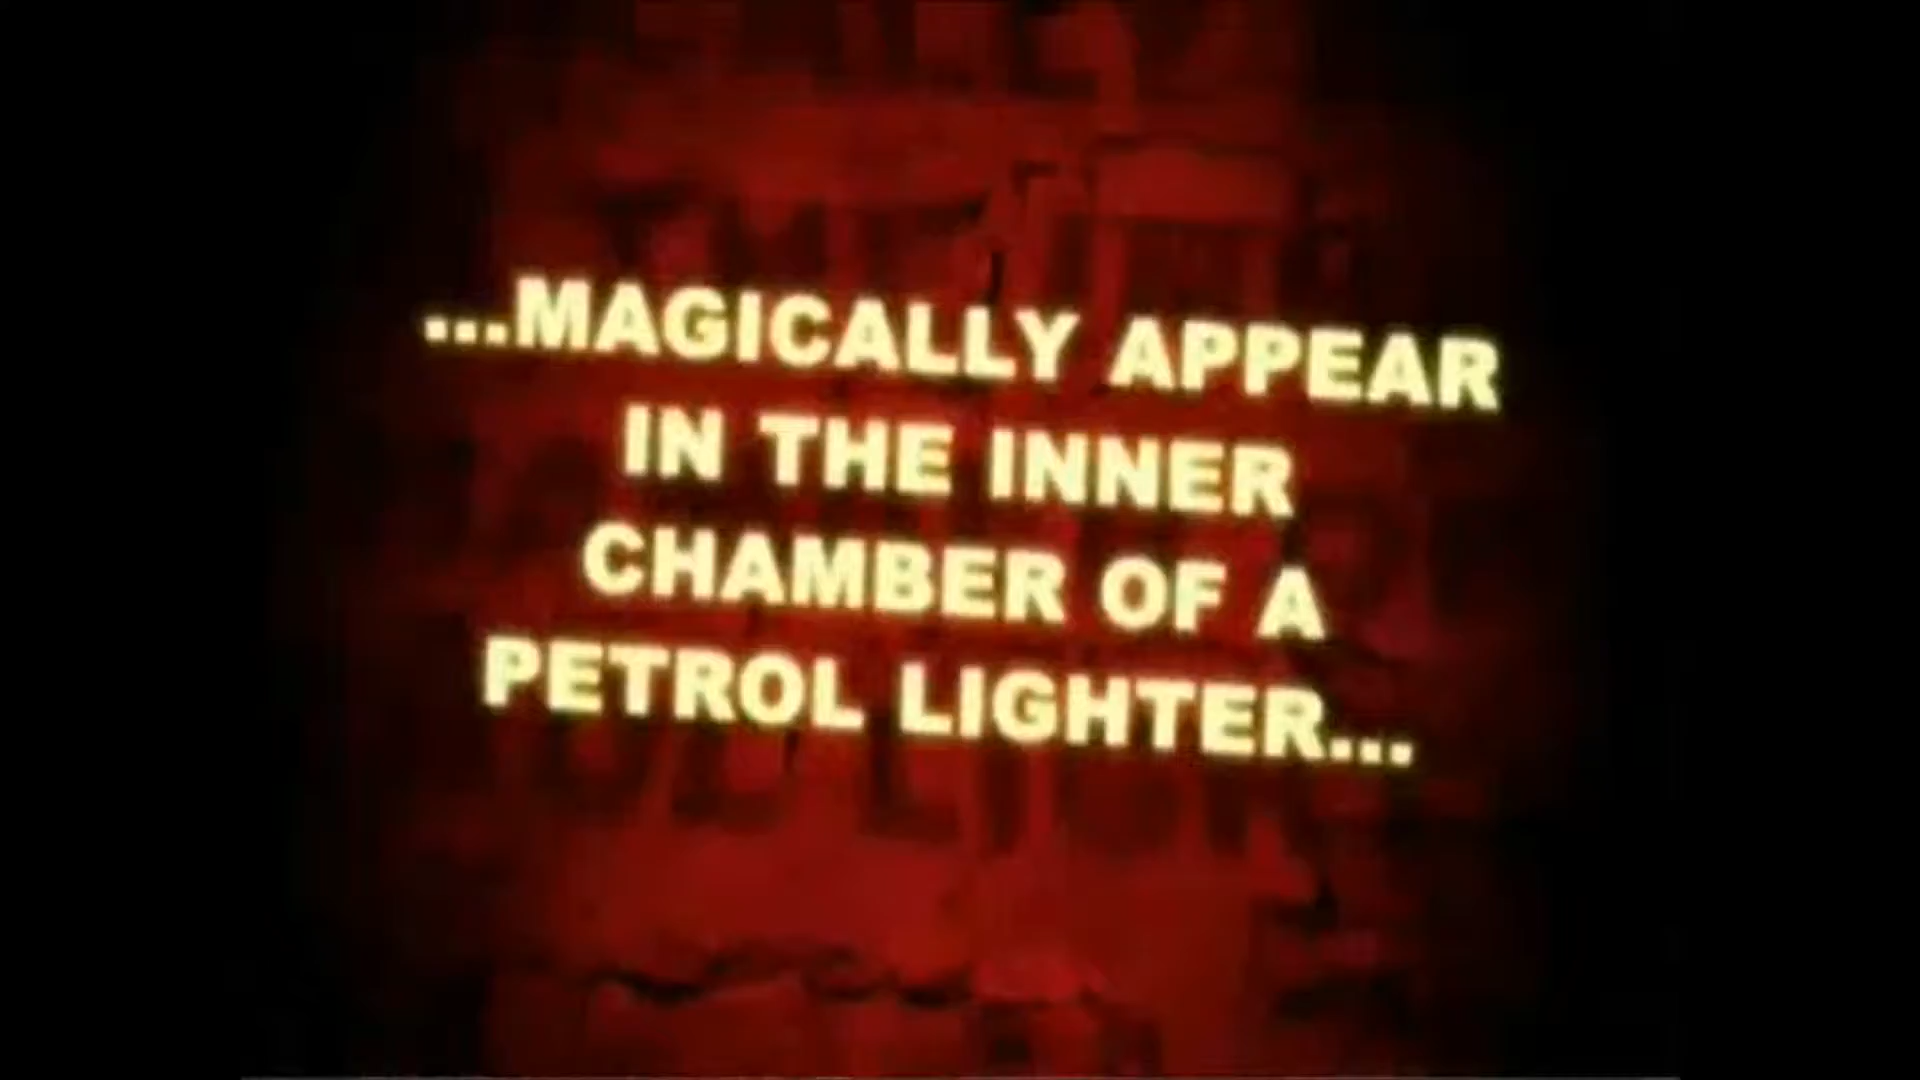 ...MAGICALLY APPEAR
IN THE INNER
CHAMBER OF A
PETROL LIGHTER...